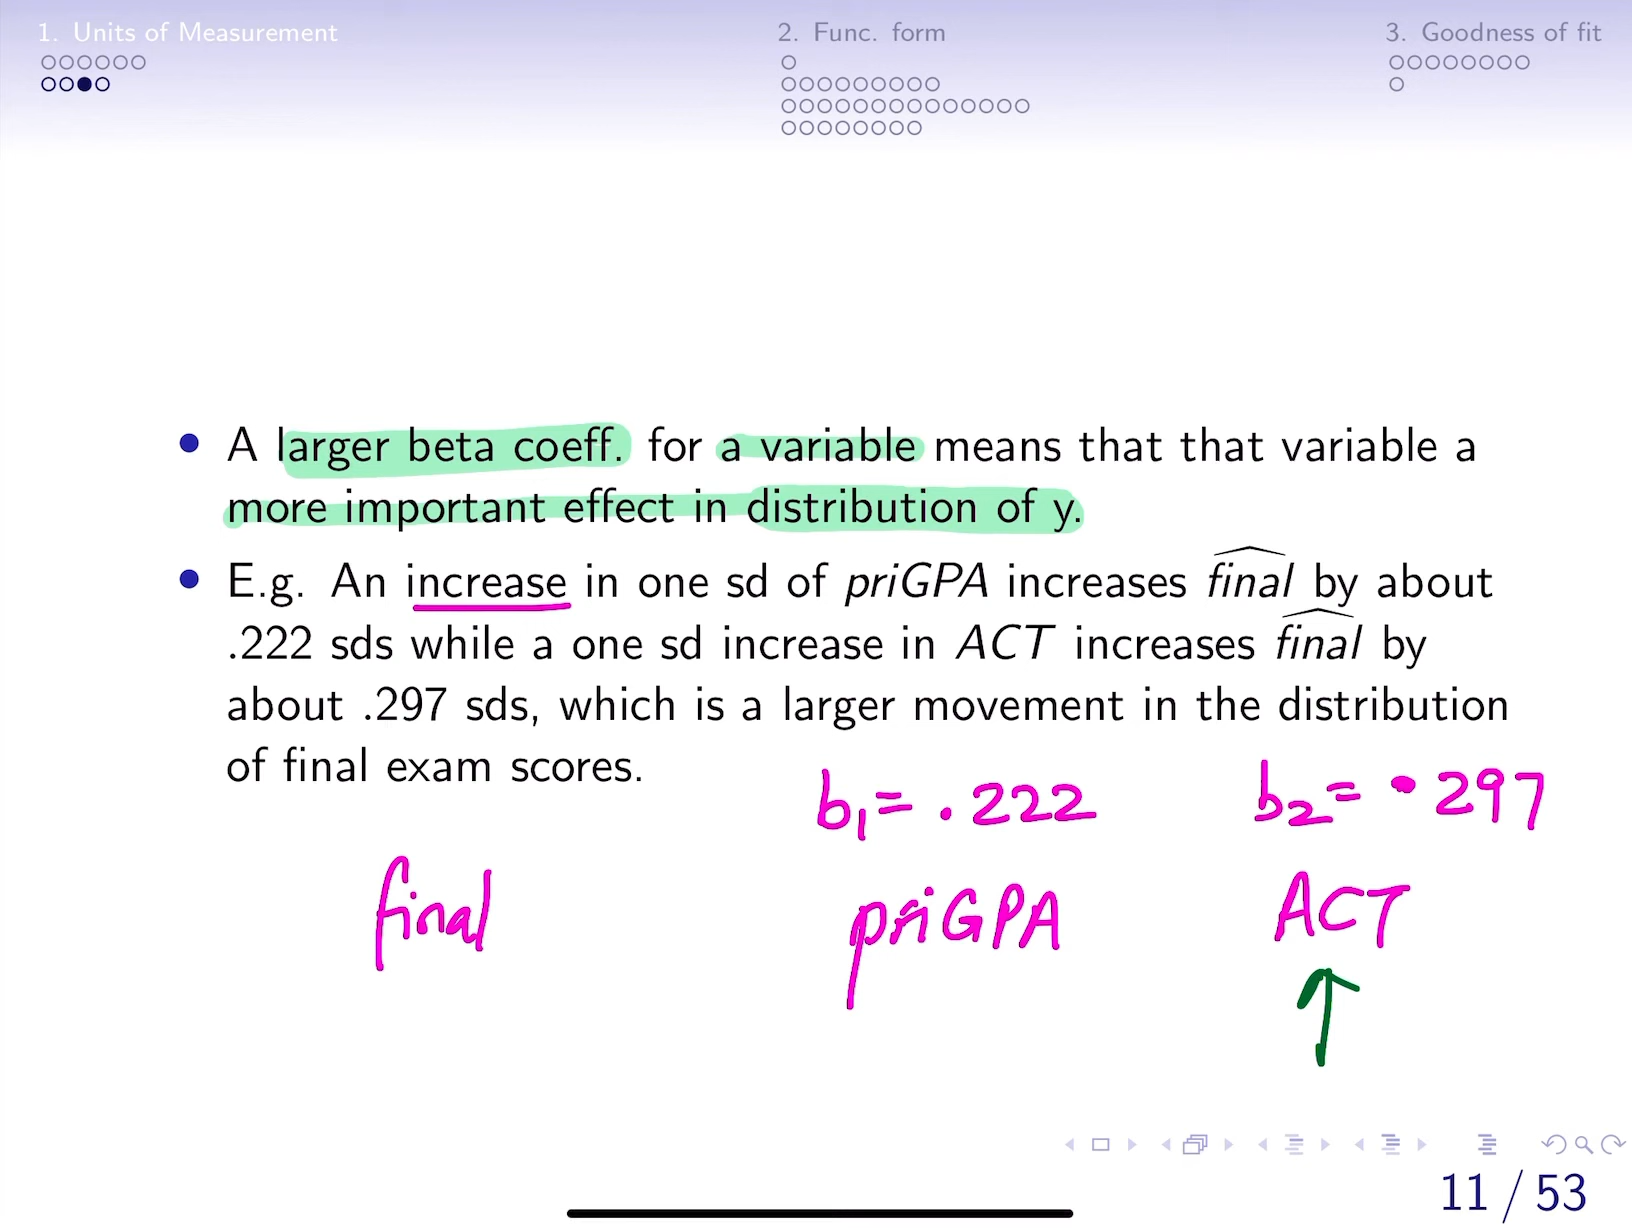 1. Units of Measurement 2. Func. form 3. Goodness of fit
A larger beta coeff. for a variable means that that variable a
more important effect in distribution of y.
E.g. An increase in one sd of priGPA increases final by about
.222 sds while a one sd increase in ACT increases final by
about .297 sds, which is a larger movement in the distribution
of final exam scores.
b₁ = .222 b₂ = .297
final priGPA ACT
11 / 53